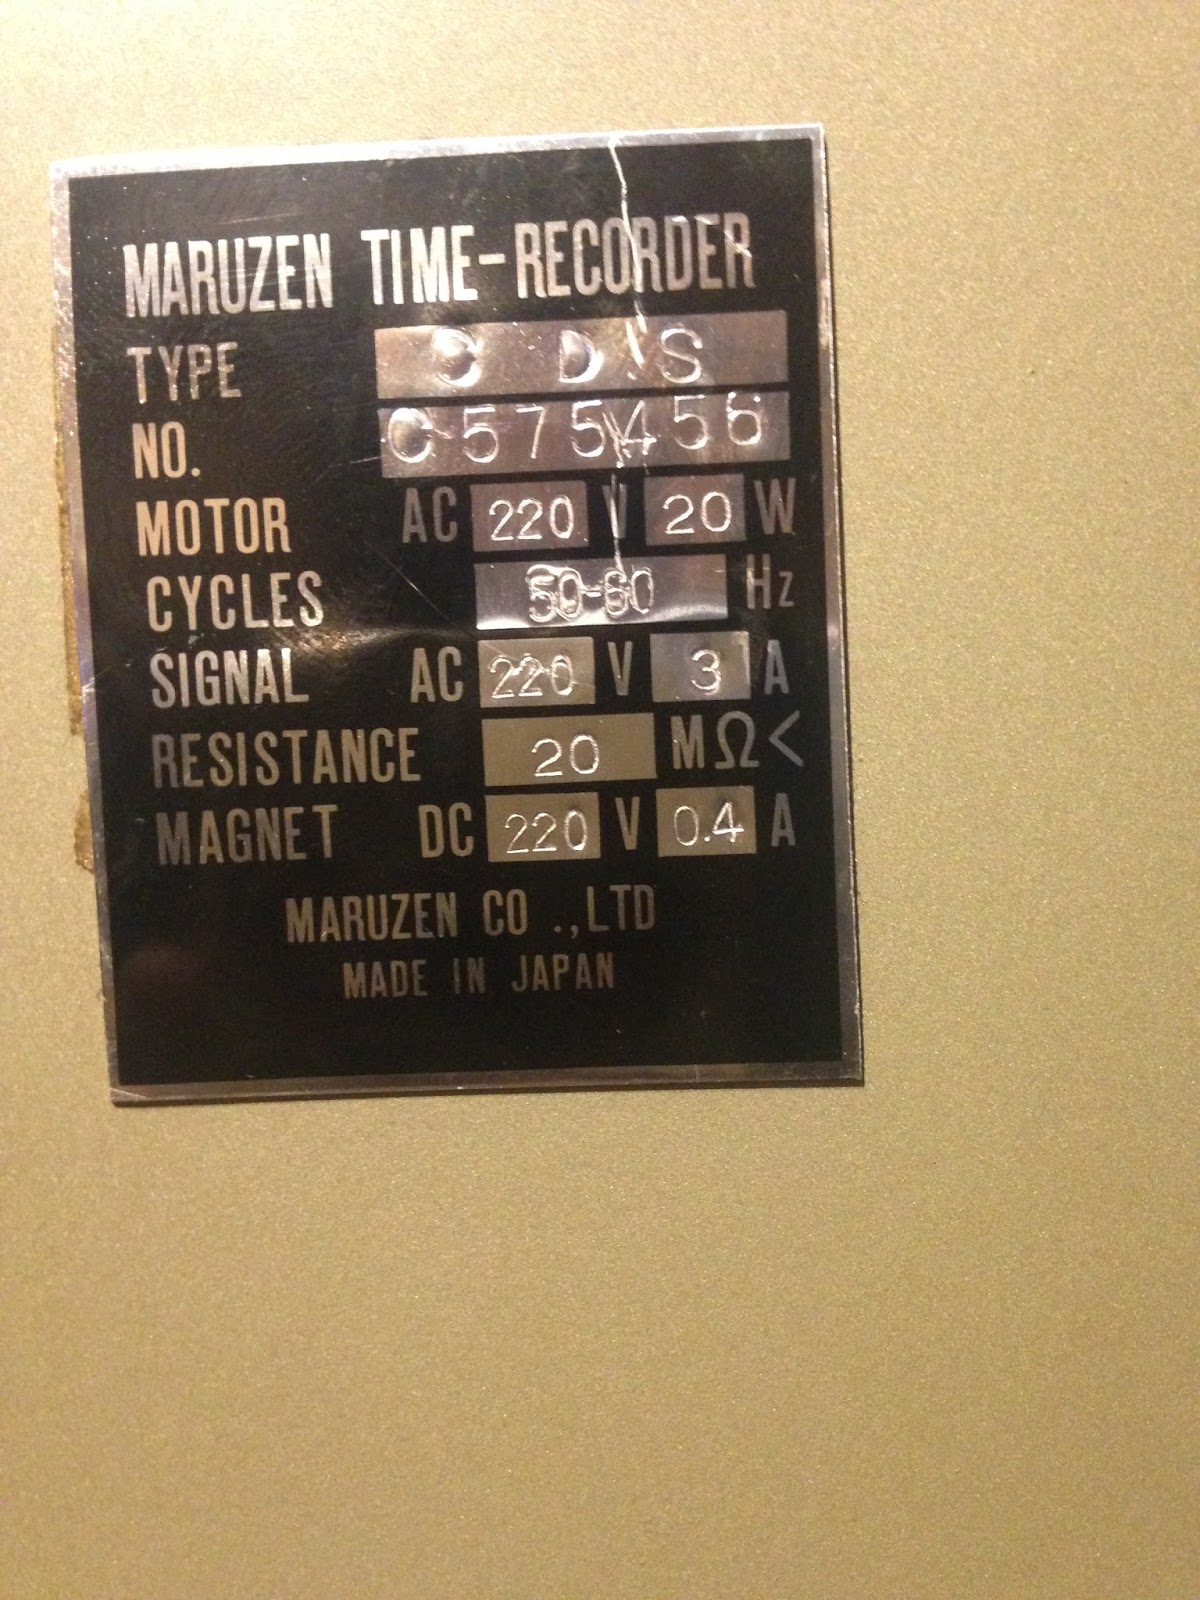 MARUZEN TIME-RECORDER
TYPE C D S
NO. C575456
MOTOR AC 220 V 20 W
CYCLES 50-60 Hz
SIGNAL AC 220 V 3 A
RESISTANCE 20 MΩ<
MAGNET DC 220 V 0.4 A
MARUZEN CO .,LTD
MADE IN JAPAN